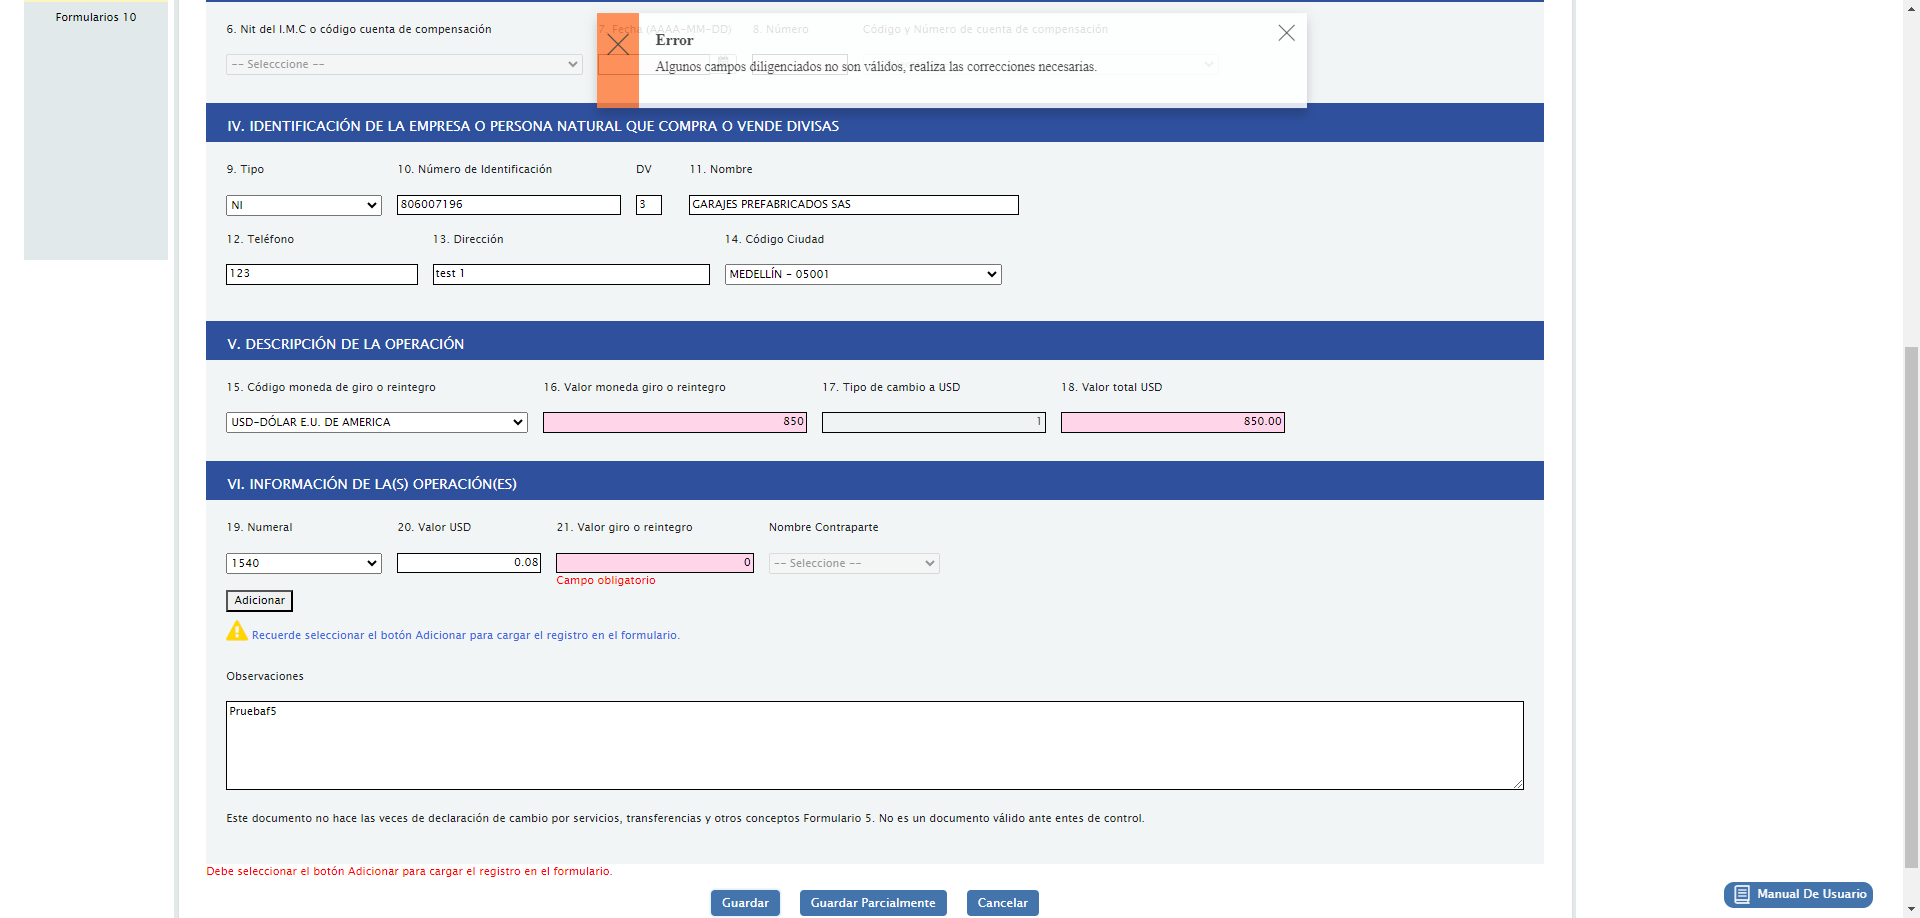 Formularios 10
6. Nit del I.M.C o código cuenta de compensación
7. Fecha (AAAA-MM-DD)
8. Número
Código y Número de cuenta de compensación
-- Selecccione --
Error
Algunos campos diligenciados no son válidos, realiza las correcciones necesarias.
IV. IDENTIFICACIÓN DE LA EMPRESA O PERSONA NATURAL QUE COMPRA O VENDE DIVISAS
9. Tipo
10. Número de Identificación
DV
11. Nombre
NI
806007196
3
GARAJES PREFABRICADOS SAS
12. Teléfono
13. Dirección
14. Código Ciudad
123
test 1
MEDELLÍN - 05001
V. DESCRIPCIÓN DE LA OPERACIÓN
15. Código moneda de giro o reintegro
16. Valor moneda giro o reintegro
17. Tipo de cambio a USD
18. Valor total USD
USD-DÓLAR E.U. DE AMERICA
850
1
850.00
VI. INFORMACIÓN DE LA(S) OPERACIÓN(ES)
19. Numeral
20. Valor USD
21. Valor giro o reintegro
Nombre Contraparte
1540
0.08
0
-- Seleccione --
Campo obligatorio
Adicionar
Recuerde seleccionar el botón Adicionar para cargar el registro en el formulario.
Observaciones
Pruebaf5
Este documento no hace las veces de declaración de cambio por servicios, transferencias y otros conceptos Formulario 5. No es un documento válido ante entes de control.
Debe seleccionar el botón Adicionar para cargar el registro en el formulario.
Guardar
Guardar Parcialmente
Cancelar
Manual De Usuario